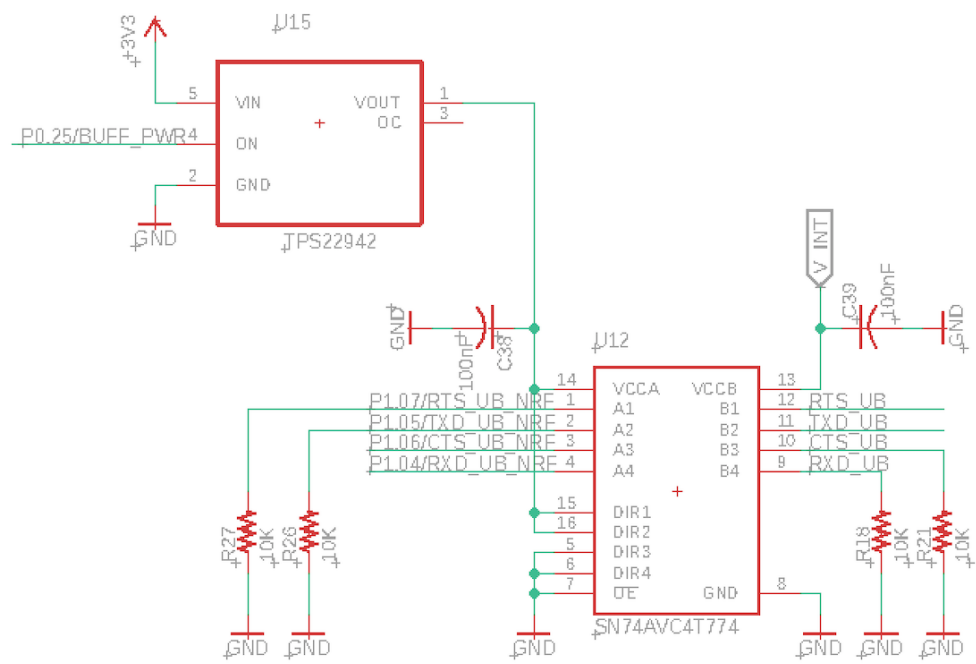 +3V3
U15
5 VIN VOUT 1
OC 3
P0.25/BUFF_PWR 4 ON
2 GND
GND
TPS22942
V_INT
GND
100nF
C38
C39
100nF
GND
U12
14 VCCA VCCB 13
P1.07/RTS_UB_NRF 1 A1 B1 12 RTS_UB
P1.05/TXD_UB_NRF 2 A2 B2 11 TXD_UB
P1.06/CTS_UB_NRF 3 A3 B3 10 CTS_UB
P1.04/RXD_UB_NRF 4 A4 B4 9 RXD_UB
15 DIR1
16 DIR2
5 DIR3
6 DIR4
7 UE GND 8
R27
10K
R26
10K
R18
10K
R21
10K
SN74AVC4T774
GND
GND
GND
GND
GND
GND